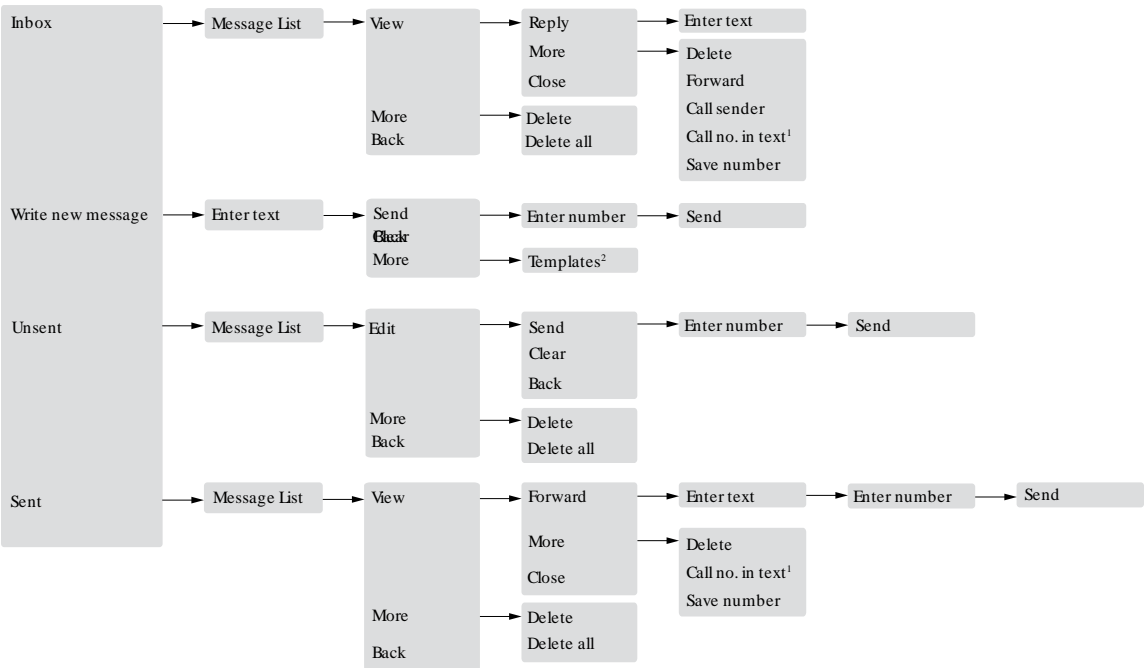 Inbox
Message List
View
More
Back
Reply
More
Close
Delete
Delete all
Enter text
Delete
Forward
Call sender
Call no. in text¹
Save number
Write new message
Enter text
Send
More
Enter number
Send
Templates²
Unsent
Message List
Edit
More
Back
Send
Clear
Back
Delete
Delete all
Enter number
Send
Sent
Message List
View
More
Back
Forward
More
Close
Delete
Delete all
Enter text
Enter number
Send
Delete
Call no. in text¹
Save number